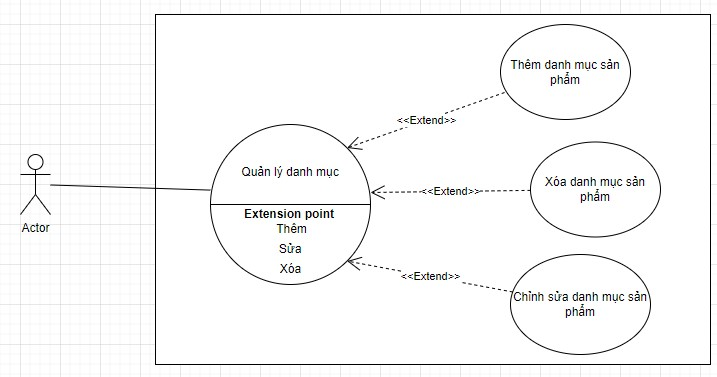 Thêm danh mục sản
phẩm
<<Extend>>
Quản lý danh mục
Extension point
Thêm
Sửa
Xóa
<<Extend>>
Xóa danh mục sản
phẩm
<<Extend>>
Chỉnh sửa danh mục sản
phẩm
Actor